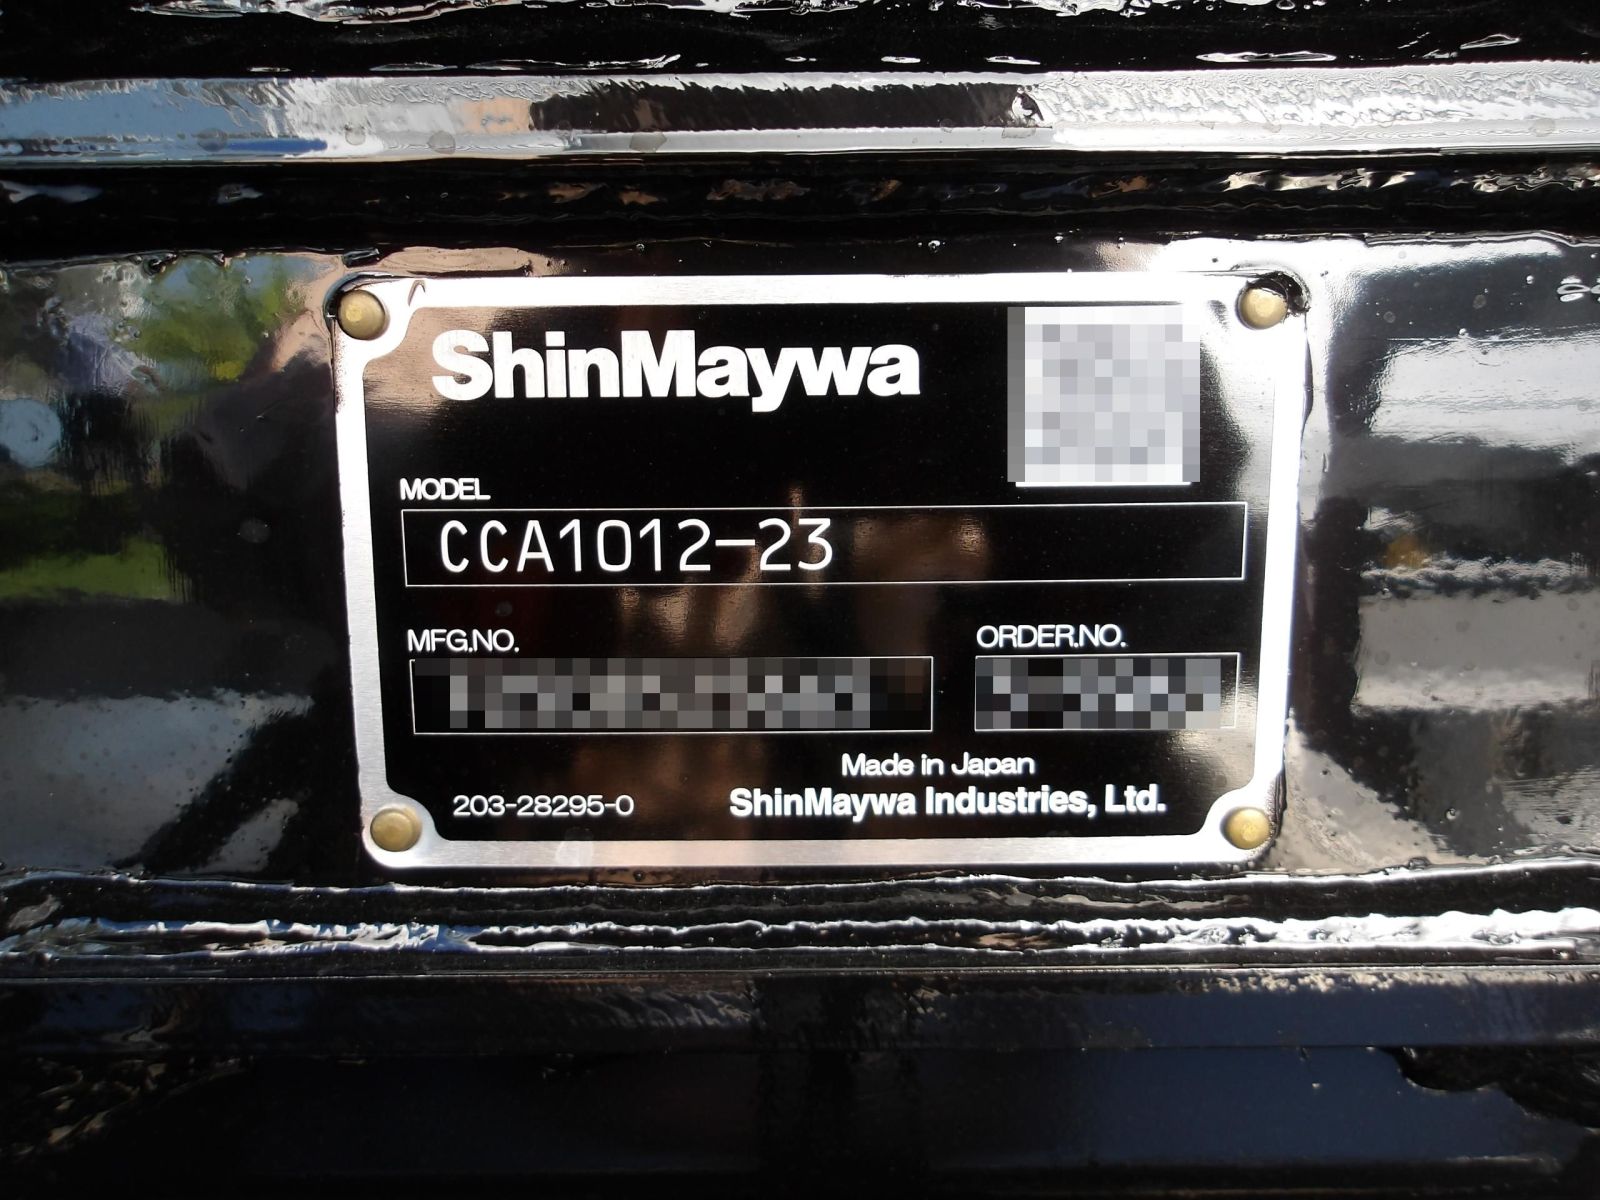 ShinMaywa
MODEL
CCA1012-23
MFG.NO.
ORDER.NO.
Made in Japan
203-28295-0
ShinMaywa Industries, Ltd.